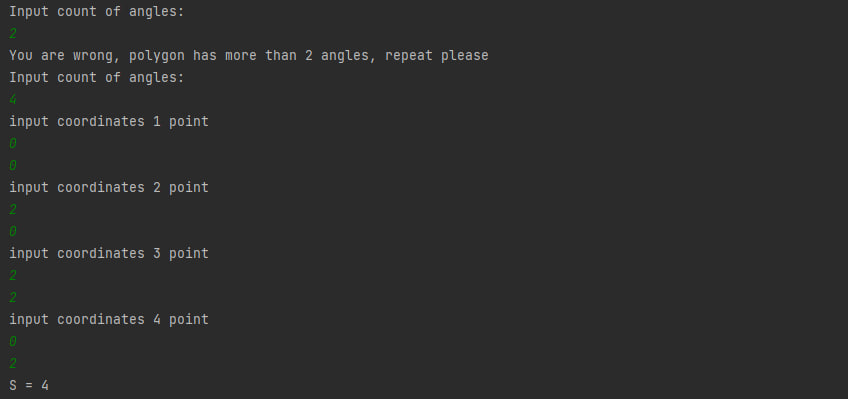 Input count of angles:
2
You are wrong, polygon has more than 2 angles, repeat please
Input count of angles:
4
input coordinates 1 point
0
0
input coordinates 2 point
2
0
input coordinates 3 point
2
2
input coordinates 4 point
0
2
S = 4